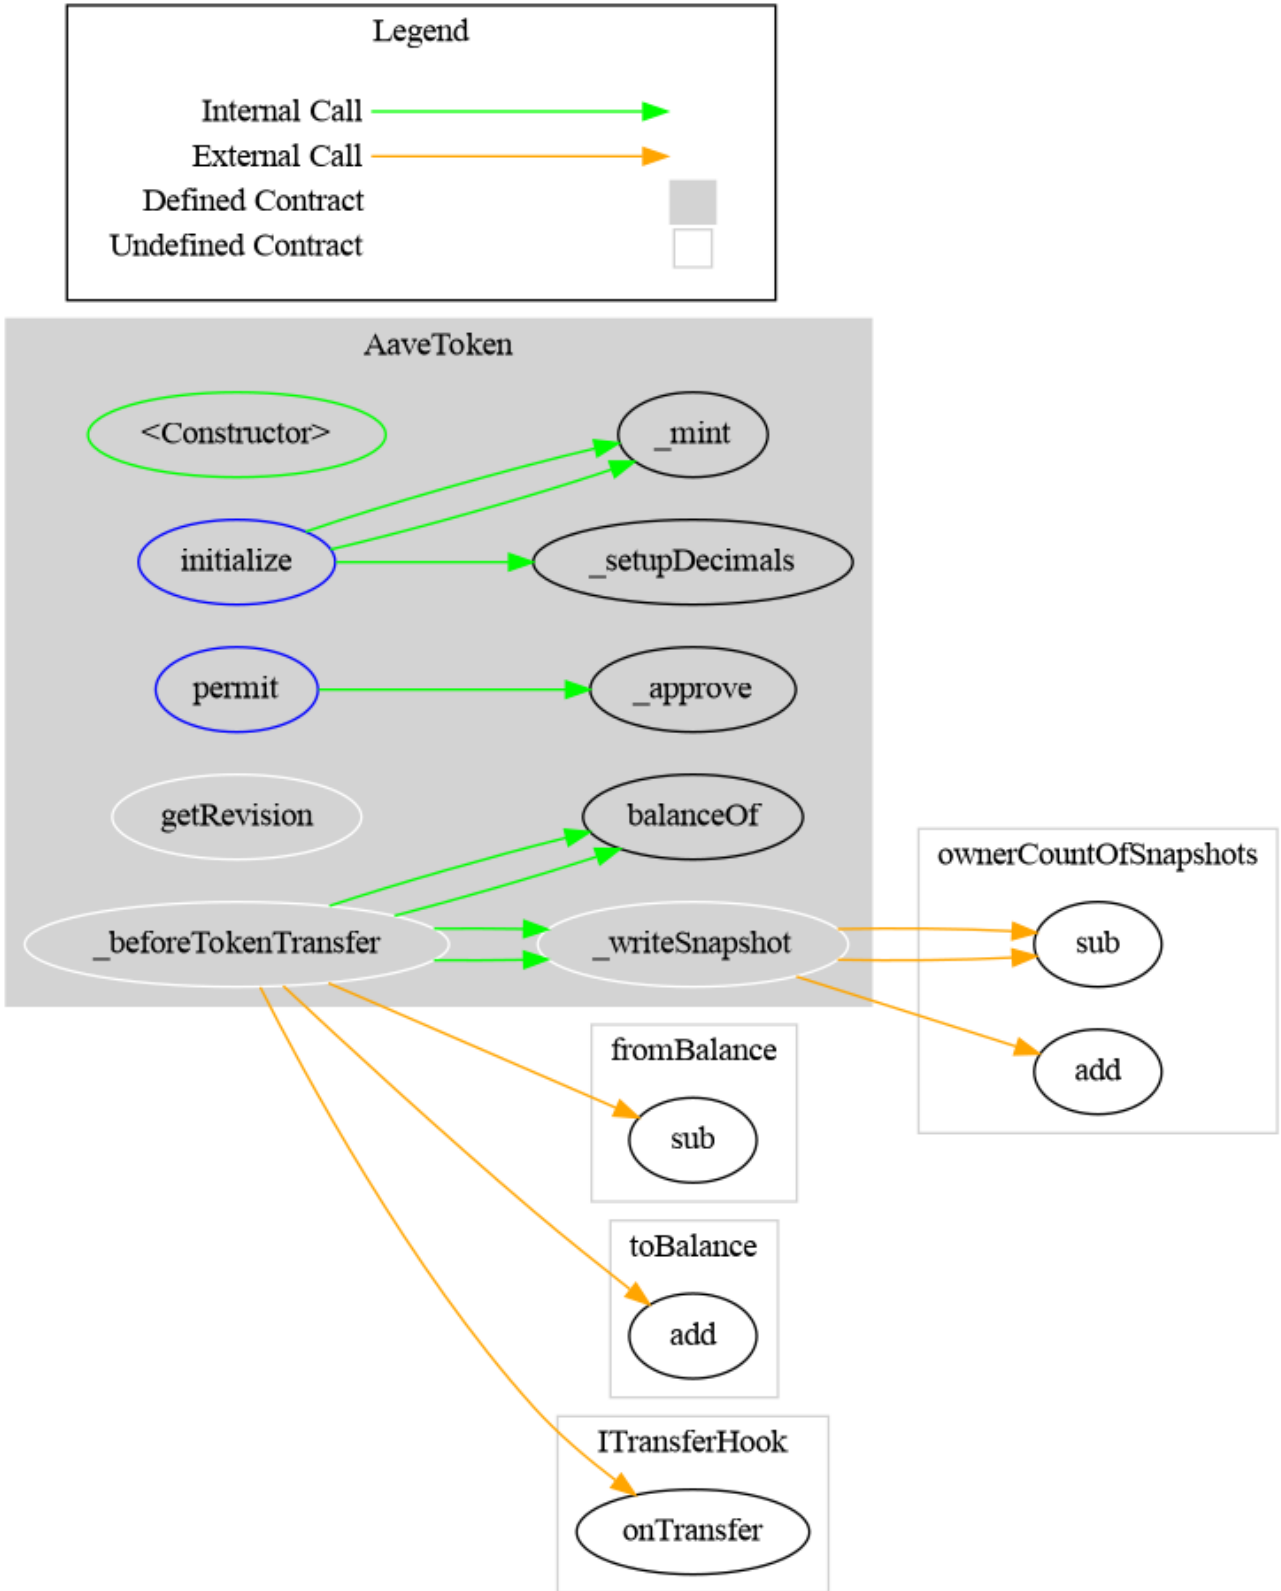 Legend
Internal Call
External Call
Defined Contract
Undefined Contract
AaveToken
<Constructor>
_mint
initialize
_setupDecimals
permit
_approve
getRevision
balanceOf
_beforeTokenTransfer
_writeSnapshot
ownerCountOfSnapshots
sub
add
fromBalance
sub
toBalance
add
ITransferHook
onTransfer